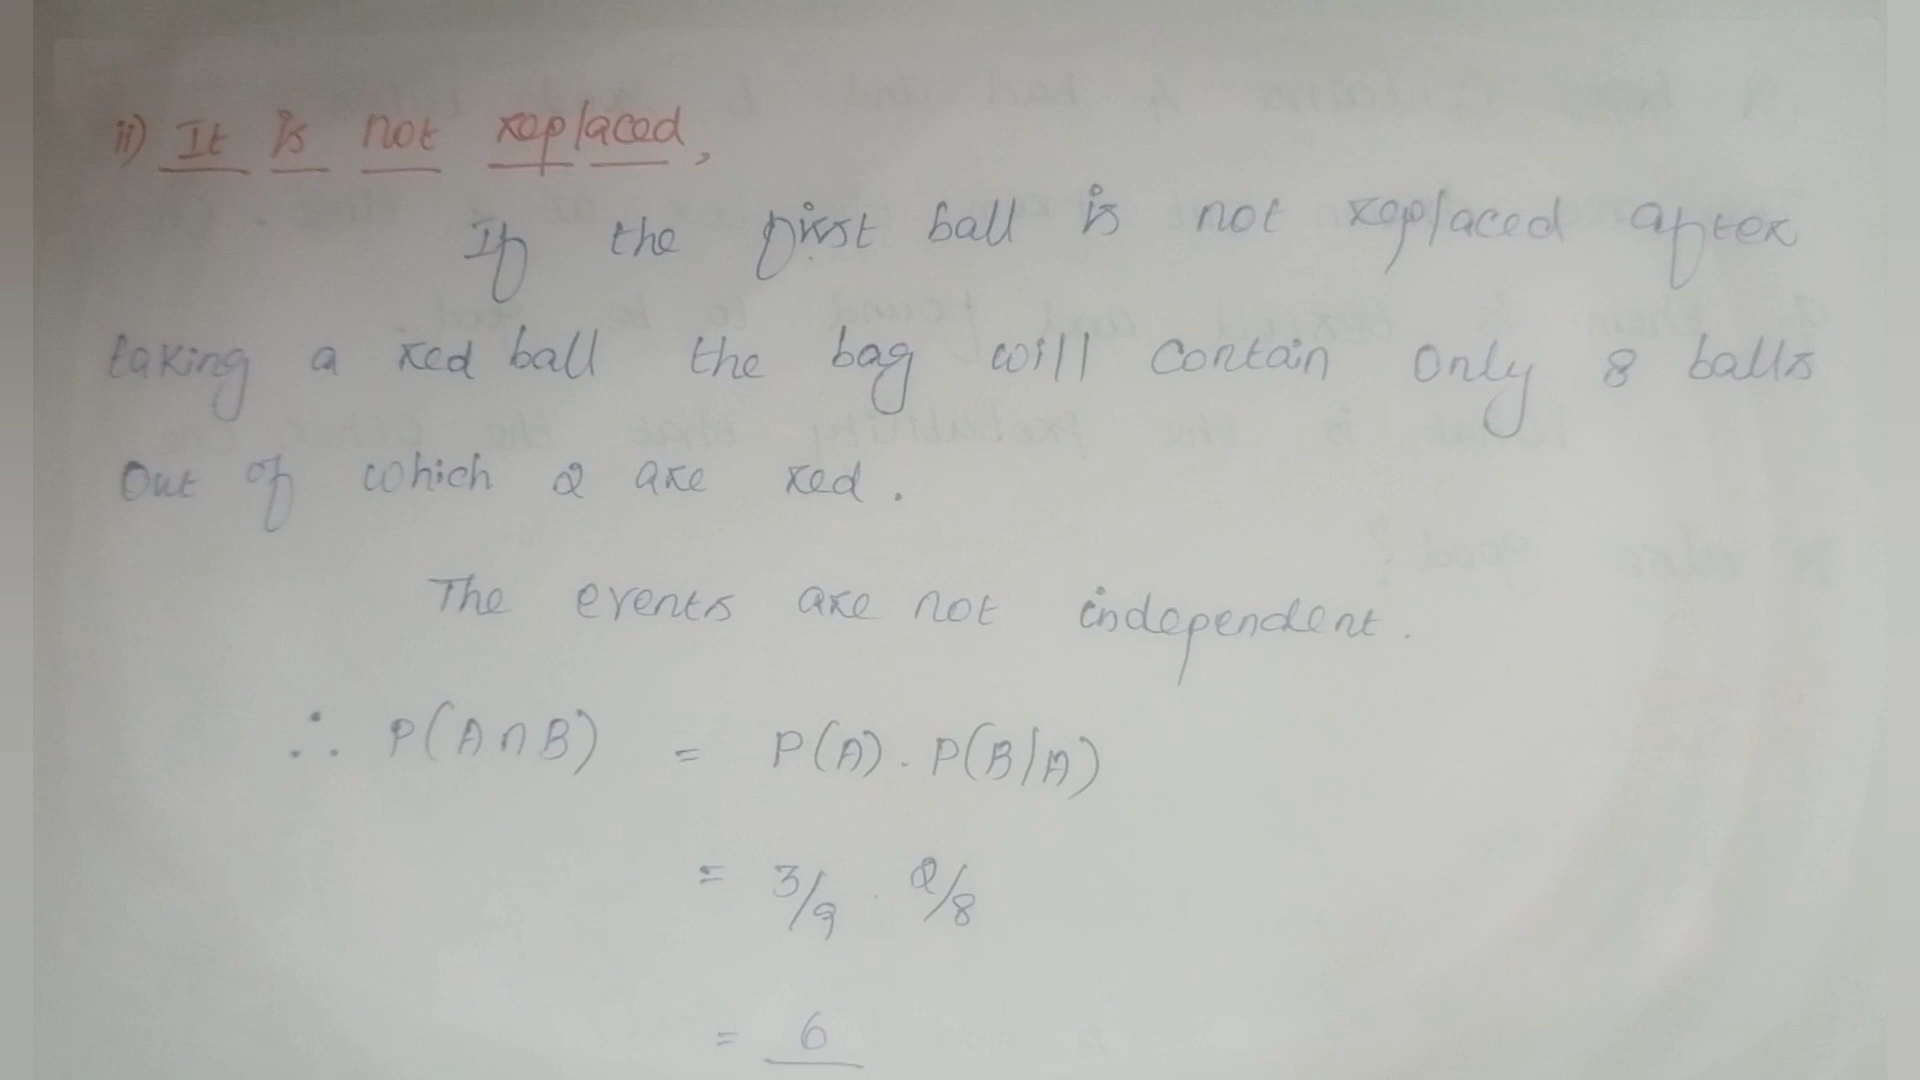 ii) It is not replaced,
If the first ball is not replaced after
taking a red ball the bag will contain only 8 balls
Out of which 2 are red.
The events are not independent.
∴ P(A∩B) = P(A). P(B|A)
= 3/9 . 2/8
= 6